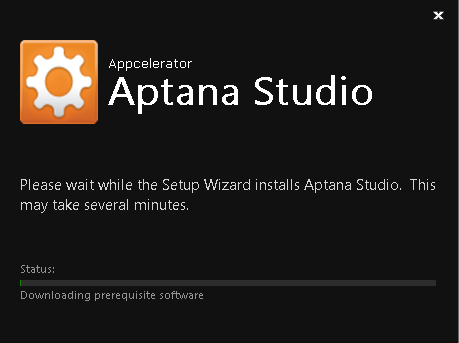 Appcelerator
Aptana Studio
Please wait while the Setup Wizard installs Aptana Studio.  This
may take several minutes.
Status:
Downloading prerequisite software